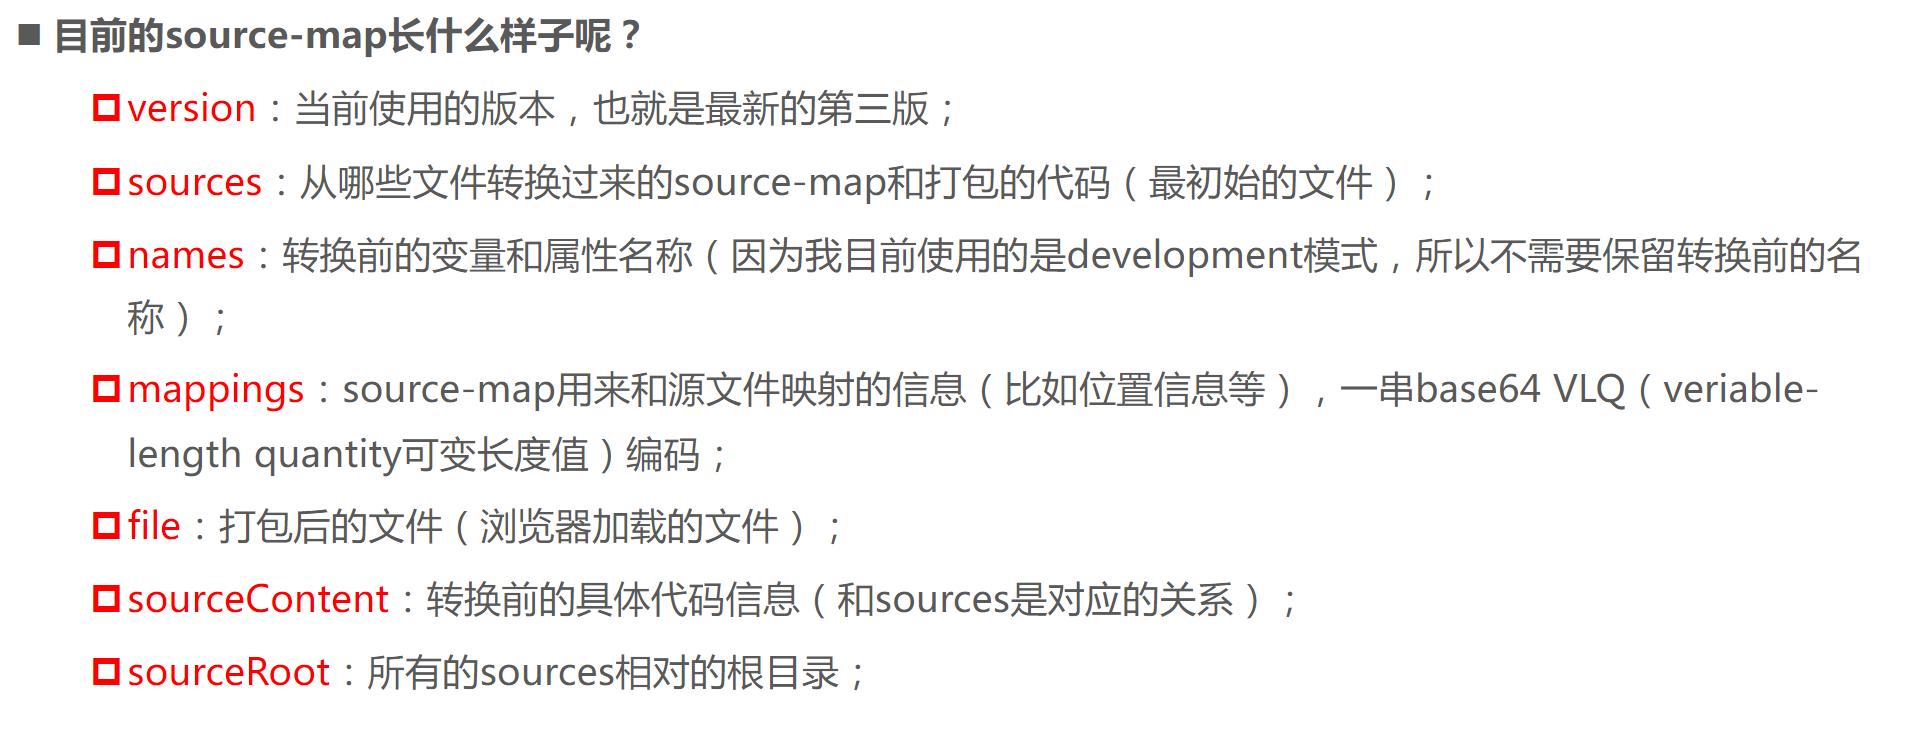 ■ 目前的source-map长什么样子呢？
version：当前使用的版本，也就是最新的第三版；
sources：从哪些文件转换过来的source-map和打包的代码（最初始的文件）；
names：转换前的变量和属性名称（因为我目前使用的是development模式，所以不需要保留转换前的名
称）；
mappings：source-map用来和源文件映射的信息（比如位置信息等），一串base64 VLQ（veriable-
length quantity可变长度值）编码；
file：打包后的文件（浏览器加载的文件）；
sourceContent：转换前的具体代码信息（和sources是对应的关系）；
sourceRoot：所有的sources相对的根目录；